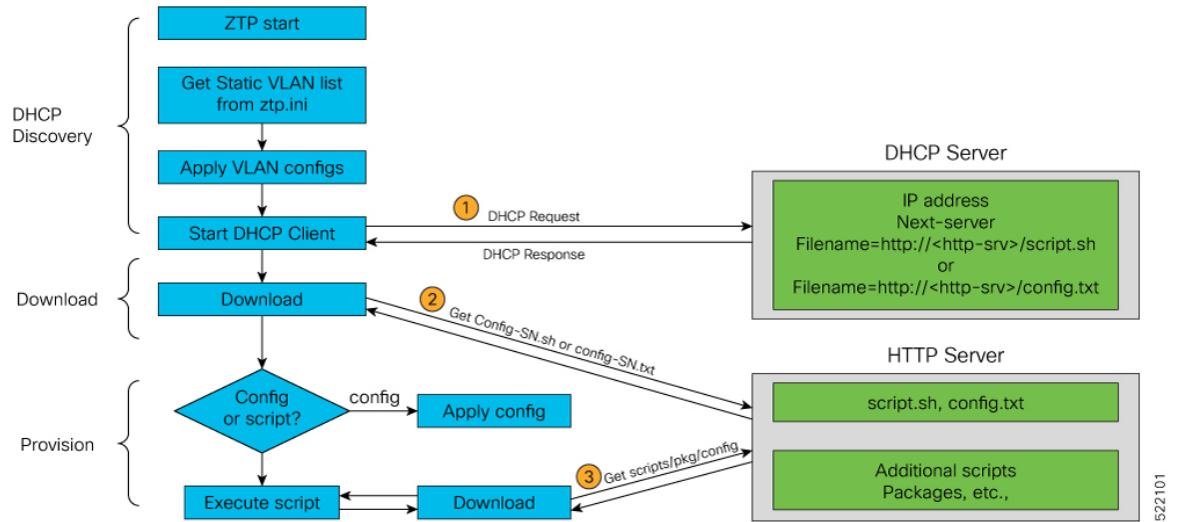 ZTP start
Get Static VLAN list
from ztp.ini
DHCP
Discovery
Apply VLAN configs
Start DHCP Client
1
DHCP Request
DHCP Response
DHCP Server
IP address
Next-server
Filename=http://<http-srv>/script.sh
or
Filename=http://<http-srv>/config.txt
Download
Download
2
Get Config-SN.sh or config-SN.txt
HTTP Server
script.sh, config.txt
Additional scripts
Packages, etc.,
Provision
Config
or script?
config
Apply config
Execute script
Download
3
Get scripts/pkg/config
522101